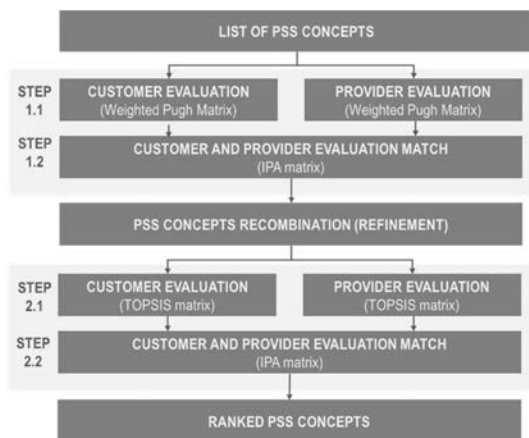 LIST OF PSS CONCEPTS
STEP
1.1
CUSTOMER EVALUATION
(Weighted Pugh Matrix)
PROVIDER EVALUATION
(Weighted Pugh Matrix)
STEP
1.2
CUSTOMER AND PROVIDER EVALUATION MATCH
(IPA matrix)
PSS CONCEPTS RECOMBINATION (REFINEMENT)
STEP
2.1
CUSTOMER EVALUATION
(TOPSIS matrix)
PROVIDER EVALUATION
(TOPSIS matrix)
STEP
2.2
CUSTOMER AND PROVIDER EVALUATION MATCH
(IPA matrix)
RANKED PSS CONCEPTS